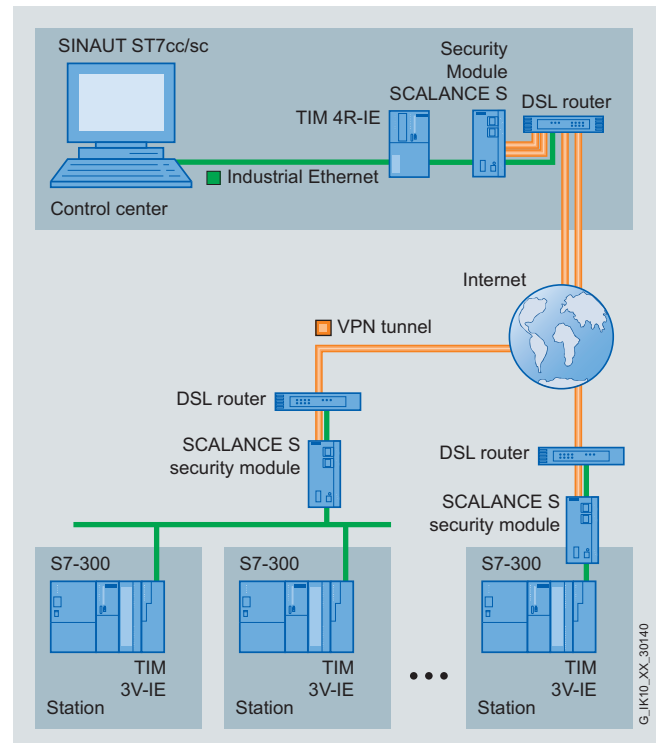 SINAUT ST7cc/sc
Security
Module
SCALANCE S
DSL router
TIM 4R-IE
Industrial Ethernet
Control center
Internet
VPN tunnel
DSL router
SCALANCE S
security module
DSL router
SCALANCE S
security module
S7-300
TIM
3V-IE
Station
S7-300
TIM
3V-IE
Station
S7-300
TIM
3V-IE
Station
G_IK10_XX_30140